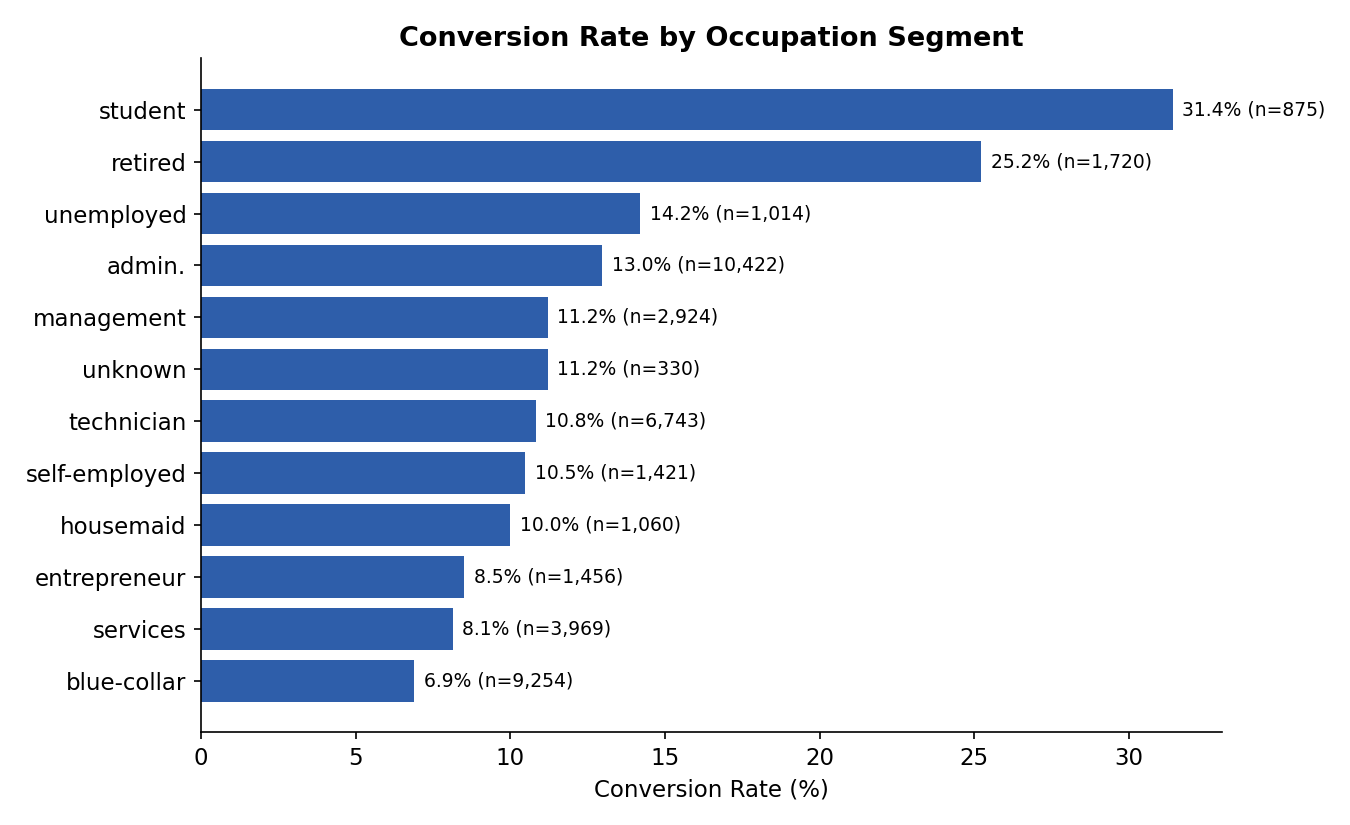 Conversion Rate by Occupation Segment
student 31.4% (n=875)
retired 25.2% (n=1,720)
unemployed 14.2% (n=1,014)
admin. 13.0% (n=10,422)
management 11.2% (n=2,924)
unknown 11.2% (n=330)
technician 10.8% (n=6,743)
self-employed 10.5% (n=1,421)
housemaid 10.0% (n=1,060)
entrepreneur 8.5% (n=1,456)
services 8.1% (n=3,969)
blue-collar 6.9% (n=9,254)
0 5 10 15 20 25 30
Conversion Rate (%)